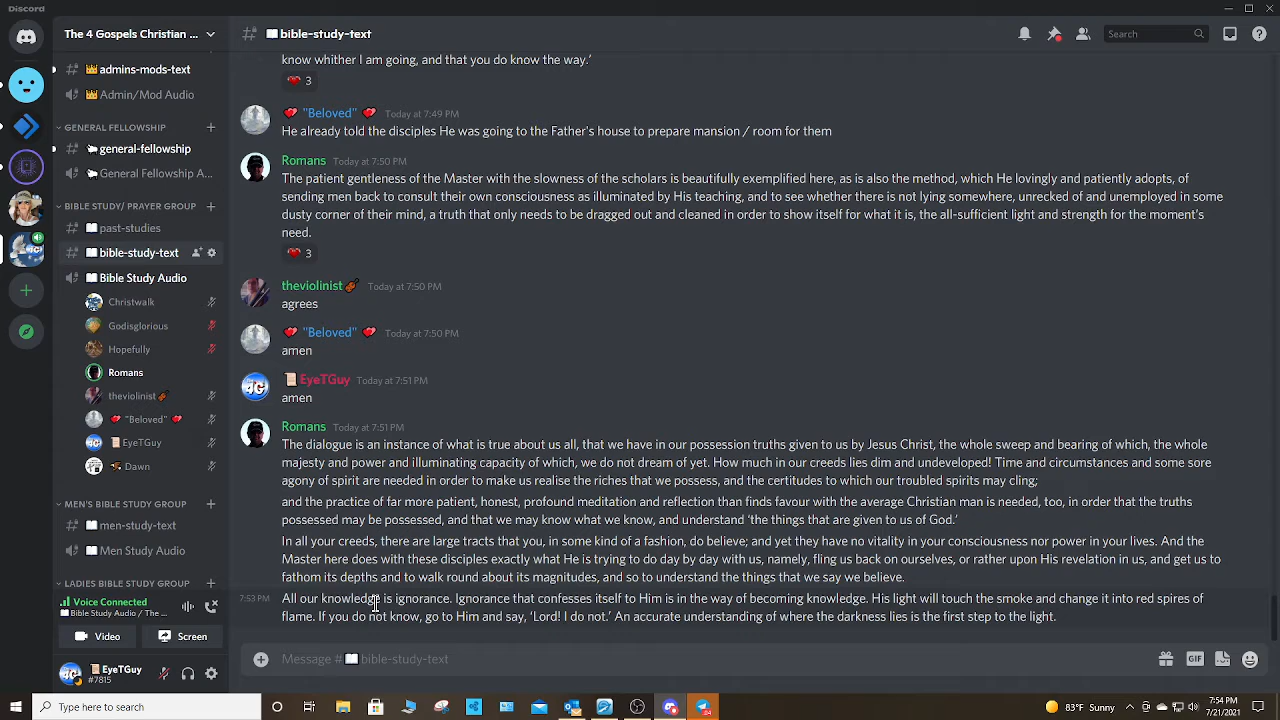 Discord
The 4 Gospels Christian ...
bible-study-text
Search
admins-mods-text
Admin/Mod Audio
GENERAL FELLOWSHIP
general-fellowship
General Fellowship A...
BIBLE STUDY/ PRAYER GROUP
past-studies
bible-study-text
Bible Study Audio
Christwalk
Godisglorious
Hopefully
Romans
theviolinist
"Beloved"
EyeTGuy
Dawn
MEN'S BIBLE STUDY GROUP
men-study-text
Men Study Audio
LADIES BIBLE STUDY GROUP
Voice Connected
Bible Study Audio / The ...
Video
Screen
EyeTGuy
#7815
know whither I am going, and that you do know the way.'
3
"Beloved" Today at 7:49 PM
He already told the disciples He was going to the Father's house to prepare mansion / room for them
Romans Today at 7:50 PM
The patient gentleness of the Master with the slowness of the scholars is beautifully exemplified here, as is also the method, which He lovingly and patiently adopts, of
sending men back to consult their own consciousness as illuminated by His teaching, and to see whether there is not lying somewhere, unrecked of and unemployed in some
dusty corner of their mind, a truth that only needs to be dragged out and cleaned in order to show itself for what it is, the all-sufficient light and strength for the moment's
need.
3
theviolinist Today at 7:50 PM
agrees
"Beloved" Today at 7:50 PM
amen
EyeTGuy Today at 7:51 PM
amen
Romans Today at 7:51 PM
The dialogue is an instance of what is true about us all, that we have in our possession truths given to us by Jesus Christ, the whole sweep and bearing of which, the whole
majesty and power and illuminating capacity of which, we do not dream of yet. How much in our creeds lies dim and undeveloped! Time and circumstances and some sore
agony of spirit are needed in order to make us realise the riches that we possess, and the certitudes to which our troubled spirits may cling;
and the practice of far more patient, honest, profound meditation and reflection than finds favour with the average Christian man is needed, too, in order that the truths
possessed may be possessed, and that we may know what we know, and understand 'the things that are given to us of God.'
In all your creeds, there are large tracts that you, in some kind of a fashion, do believe; and yet they have no vitality in your consciousness nor power in your lives. And the
Master here does with these disciples exactly what He is trying to do day by day with us, namely, fling us back on ourselves, or rather upon His revelation in us, and get us to
fathom its depths and to walk round about its magnitudes, and so to understand the things that we say we believe.
7:53 PM All our knowledge is ignorance. Ignorance that confesses itself to Him is in the way of becoming knowledge. His light will touch the smoke and change it into red spires of
flame. If you do not know, go to Him and say, 'Lord! I do not.' An accurate understanding of where the darkness lies is the first step to the light.
Message # bible-study-text
GIF
Type here to search
83°F Sunny
7:54 PM
7/21/2021